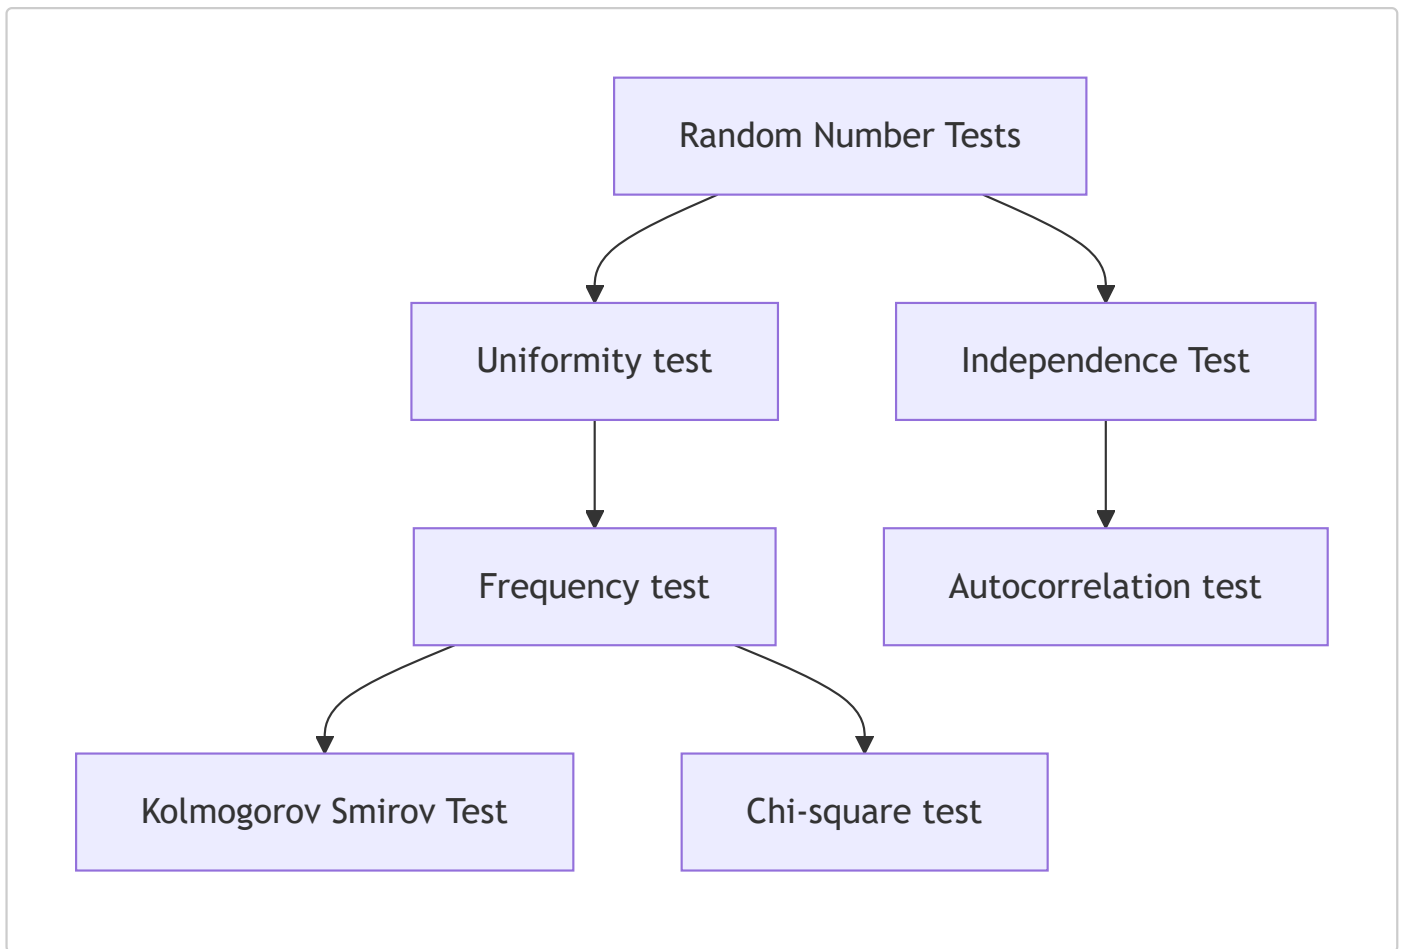 Random Number Tests
Uniformity test
Independence Test
Frequency test
Autocorrelation test
Kolmogorov Smirov Test
Chi-square test